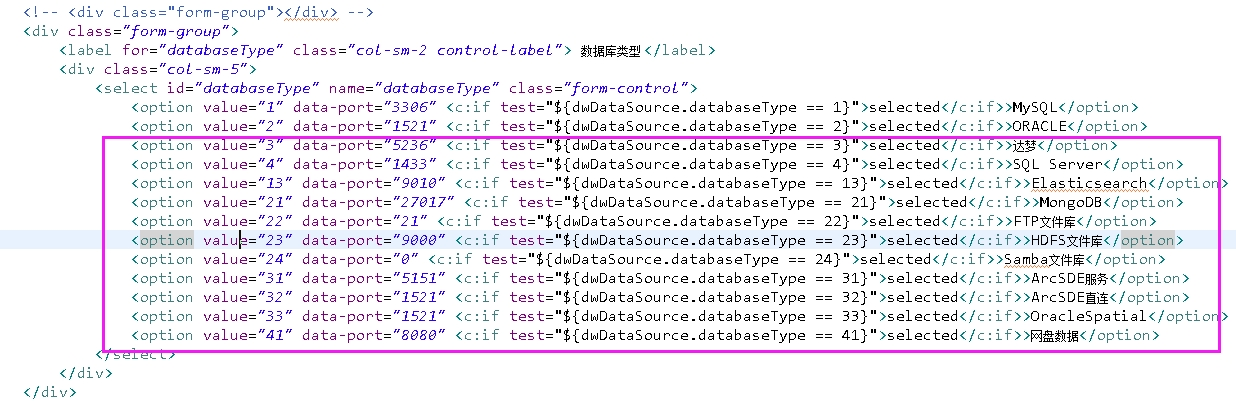 <!-- <div class="form-group"></div> -->
<div class="form-group">
<label for="databaseType" class="col-sm-2 control-label"> 数据库类型</label>
<div class="col-sm-5">
<select id="databaseType" name="databaseType" class="form-control">
<option value="1" data-port="3306" <c:if test="${dwDataSource.databaseType == 1}">selected</c:if>>MySQL</option>
<option value="2" data-port="1521" <c:if test="${dwDataSource.databaseType == 2}">selected</c:if>>ORACLE</option>
<option value="3" data-port="5236" <c:if test="${dwDataSource.databaseType == 3}">selected</c:if>>达梦</option>
<option value="4" data-port="1433" <c:if test="${dwDataSource.databaseType == 4}">selected</c:if>>SQL Server</option>
<option value="13" data-port="9010" <c:if test="${dwDataSource.databaseType == 13}">selected</c:if>>Elasticsearch</option>
<option value="21" data-port="27017" <c:if test="${dwDataSource.databaseType == 21}">selected</c:if>>MongoDB</option>
<option value="22" data-port="21" <c:if test="${dwDataSource.databaseType == 22}">selected</c:if>>FTP文件库</option>
<option value="23" data-port="9000" <c:if test="${dwDataSource.databaseType == 23}">selected</c:if>>HDFS文件库</option>
<option value="24" data-port="0" <c:if test="${dwDataSource.databaseType == 24}">selected</c:if>>Samba文件库</option>
<option value="31" data-port="5151" <c:if test="${dwDataSource.databaseType == 31}">selected</c:if>>ArcSDE服务</option>
<option value="32" data-port="1521" <c:if test="${dwDataSource.databaseType == 32}">selected</c:if>>ArcSDE直连</option>
<option value="33" data-port="1521" <c:if test="${dwDataSource.databaseType == 33}">selected</c:if>>OracleSpatial</option>
<option value="41" data-port="8080" <c:if test="${dwDataSource.databaseType == 41}">selected</c:if>>网盘数据</option>
</select>
</div>
</div>